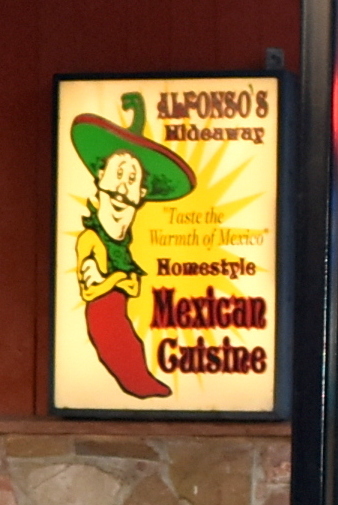 ALFONSO'S
Hideaway
"Taste the
Warmth of Mexico"
Homestyle
Mexican
Cuisine